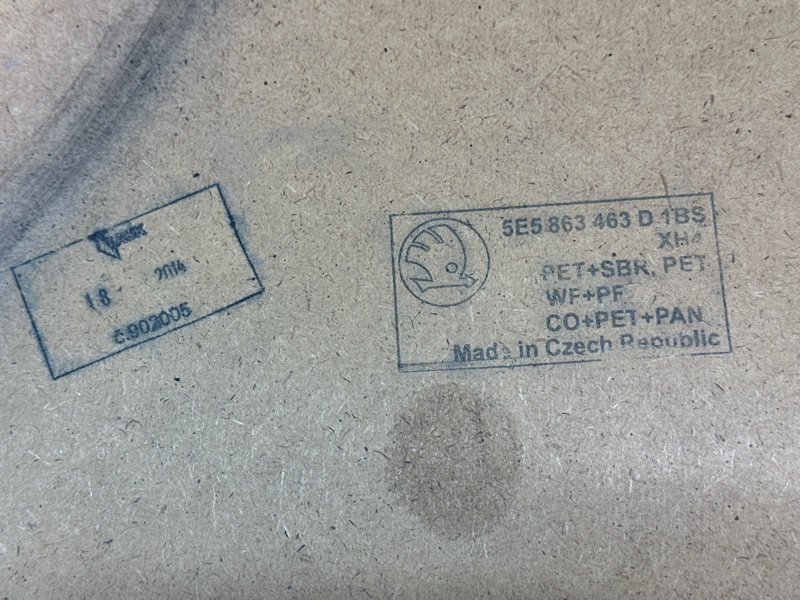 18 2014
č.902005
5E5 863 463 D 1BS
XH4
PET+SBR, PET
WF+PF
CO+PET+PAN
Made in Czech Republic